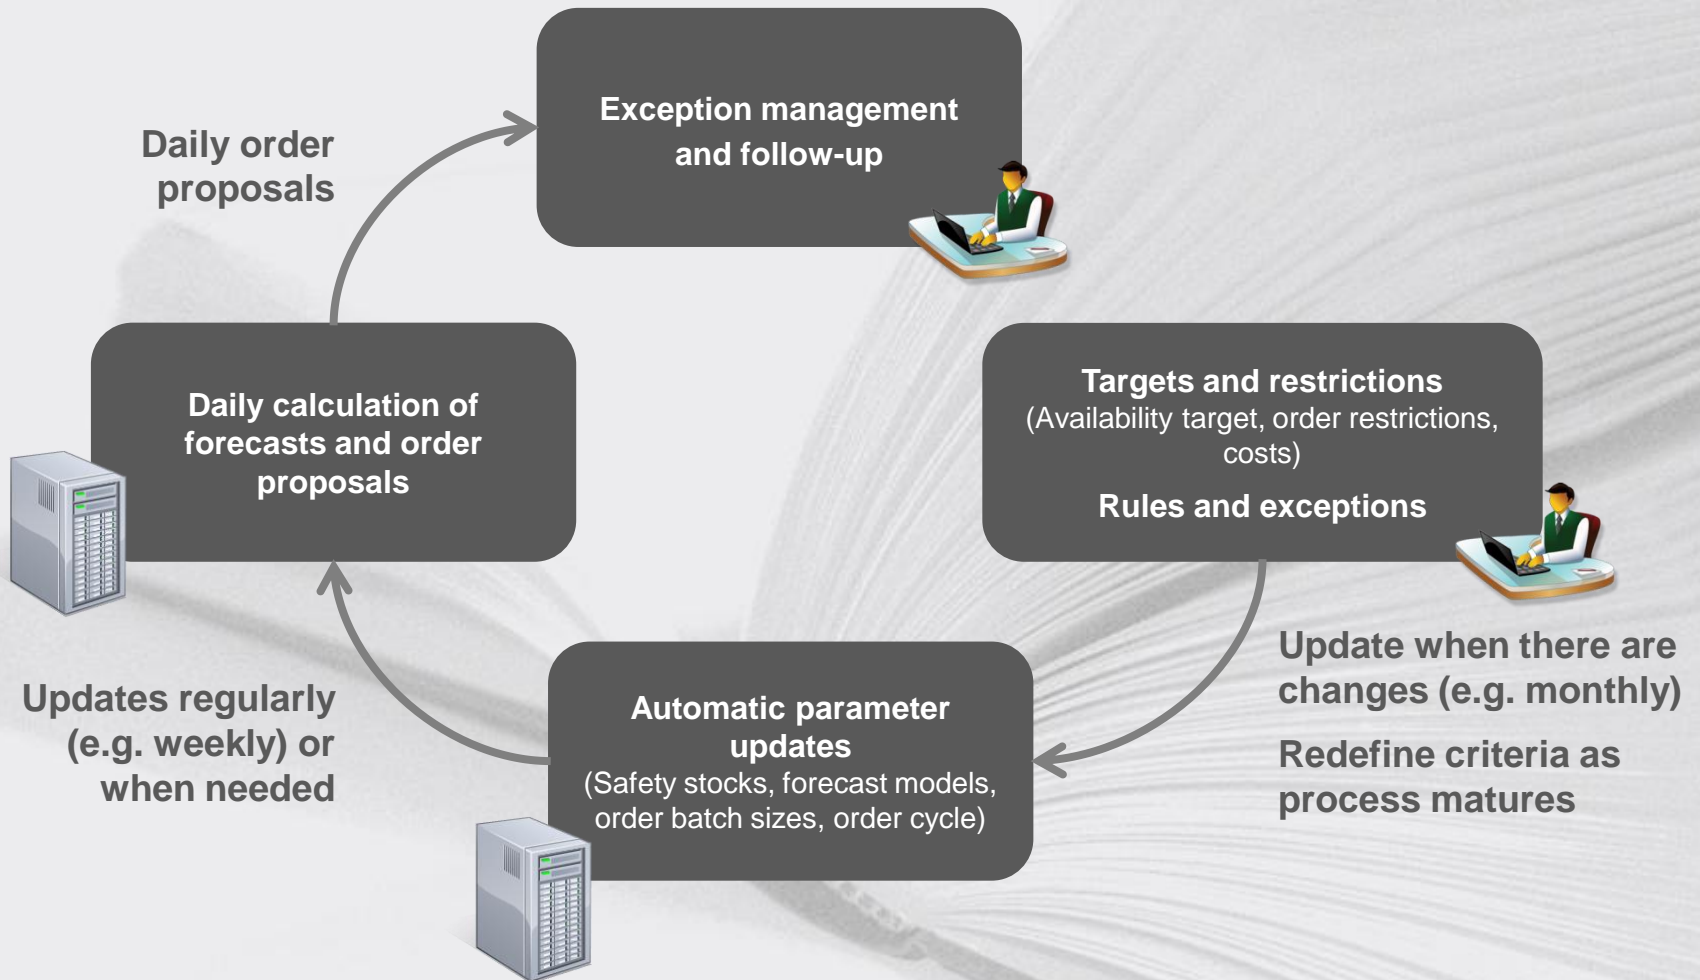 Exception management
and follow-up
Daily order
proposals
Daily calculation of
forecasts and order
proposals
Targets and restrictions
(Availability target, order restrictions,
costs)
Rules and exceptions
Updates regularly
(e.g. weekly) or
when needed
Automatic parameter
updates
(Safety stocks, forecast models,
order batch sizes, order cycle)
Update when there are
changes (e.g. monthly)
Redefine criteria as
process matures